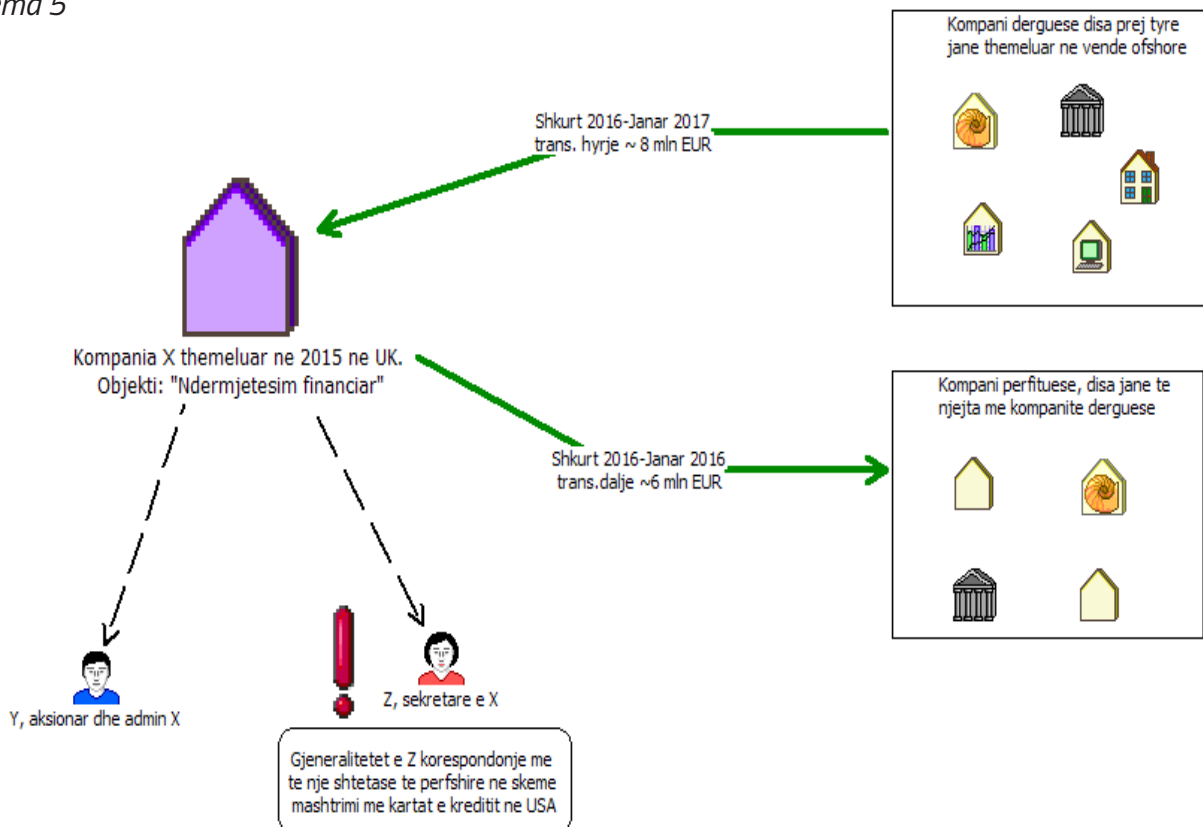 ema 5
Kompani derguese disa prej tyre
jane themeluar ne vende ofshore
Shkurt 2016-Janar 2017
trans. hyrje ~ 8 mln EUR
Kompania X themeluar ne 2015 ne UK.
Objekti: "Ndermjetesim financiar"
Kompani perfituese, disa jane te
njejta me kompanite derguese
Shkurt 2016-Janar 2016
trans.dalje ~6 mln EUR
Y, aksionar dhe admin X
Z, sekretare e X
Gjeneralitetet e Z korespondonje me
te nje shtetase te perfshire ne skeme
mashtrimi me kartat e kreditit ne USA